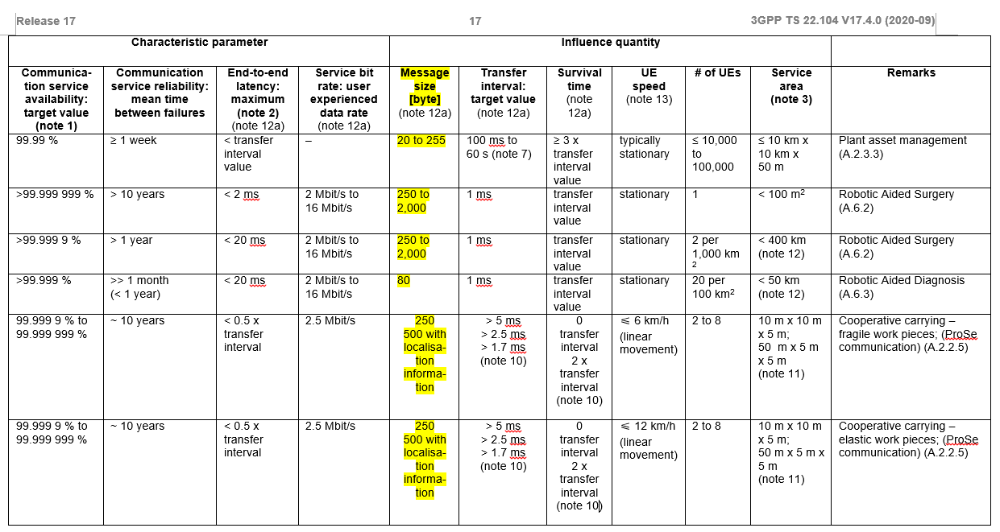 Release 17
17
3GPP TS 22.104 V17.4.0 (2020-09)
Characteristic parameter
Influence quantity
Communica-
tion service
availability:
target value
(note 1)
Communication
service reliability:
mean time
between failures
End-to-end
latency:
maximum
(note 2)
(note 12a)
Service bit
rate: user
experienced
data rate
(note 12a)
Message
size
[byte]
(note 12a)
Transfer
interval:
target value
(note 12a)
Survival
time
(note
12a)
UE
speed
(note 13)
# of UEs
Service
area
(note 3)
Remarks
99.99 %
≥ 1 week
< transfer
interval
value
–
20 to 255
100 ms to
60 s (note 7)
≥ 3 x
transfer
interval
value
typically
stationary
≤ 10,000
to
100,000
≤ 10 km x
10 km x
50 m
Plant asset management
(A.2.3.3)
>99.999 999 %
> 10 years
< 2 ms
2 Mbit/s to
16 Mbit/s
250 to
2,000
1 ms
transfer
interval
value
stationary
1
< 100 m²
Robotic Aided Surgery
(A.6.2)
>99.999 9 %
> 1 year
< 20 ms
2 Mbit/s to
16 Mbit/s
250 to
2,000
1 ms
transfer
interval
value
stationary
2 per
1,000 km
2
< 400 km
(note 12)
Robotic Aided Surgery
(A.6.2)
>99.999 %
>> 1 month
(< 1 year)
< 20 ms
2 Mbit/s to
16 Mbit/s
80
1 ms
transfer
interval
value
stationary
20 per
100 km²
< 50 km
(note 12)
Robotic Aided Diagnosis
(A.6.3)
99.999 9 % to
99.999 999 %
~ 10 years
< 0.5 x
transfer
interval
2.5 Mbit/s
250
500 with
localisa-
tion
informa-
tion
> 5 ms
> 2.5 ms
> 1.7 ms
(note 10)
0
transfer
interval
2 x
transfer
interval
(note 10)
≤ 6 km/h
(linear
movement)
2 to 8
10 m x 10 m
x 5 m;
50 m x 5 m
x 5 m
(note 11)
Cooperative carrying –
fragile work pieces; (ProSe
communication) (A.2.2.5)
99.999 9 % to
99.999 999 %
~ 10 years
< 0.5 x
transfer
interval
2.5 Mbit/s
250
500 with
localisa-
tion
informa-
tion
> 5 ms
> 2.5 ms
> 1.7 ms
(note 10)
0
transfer
interval
2 x
transfer
interval
(note 10)
≤ 12 km/h
(linear
movement)
2 to 8
10 m x 10 m
x 5 m;
50 m x 5 m x
5 m
(note 11)
Cooperative carrying –
elastic work pieces; (ProSe
communication) (A.2.2.5)